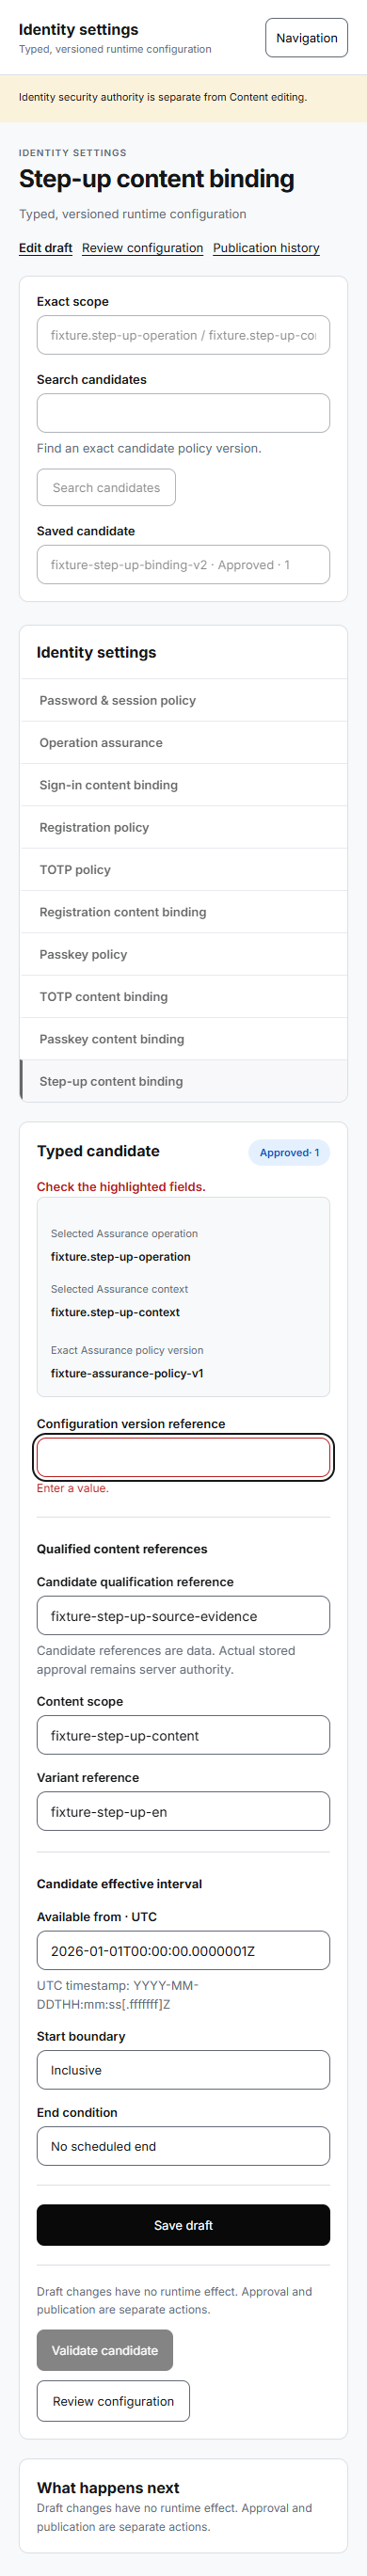 Identity settings
Typed, versioned runtime configuration
Navigation
Identity security authority is separate from Content editing.
IDENTITY SETTINGS
Step-up content binding
Typed, versioned runtime configuration
Edit draft Review configuration Publication history
Exact scope
fixture.step-up-operation / fixture.step-up-co
Search candidates
Find an exact candidate policy version.
Search candidates
Saved candidate
fixture-step-up-binding-v2 · Approved · 1
Identity settings
Password & session policy
Operation assurance
Sign-in content binding
Registration policy
TOTP policy
Registration content binding
Passkey policy
TOTP content binding
Passkey content binding
Step-up content binding
Typed candidate
Approved· 1
Check the highlighted fields.
Selected Assurance operation
fixture.step-up-operation
Selected Assurance context
fixture.step-up-context
Exact Assurance policy version
fixture-assurance-policy-v1
Configuration version reference
Enter a value.
Qualified content references
Candidate qualification reference
fixture-step-up-source-evidence
Candidate references are data. Actual stored
approval remains server authority.
Content scope
fixture-step-up-content
Variant reference
fixture-step-up-en
Candidate effective interval
Available from · UTC
2026-01-01T00:00:00.0000001Z
UTC timestamp: YYYY-MM-
DDTHH:mm:ss[.fffffff]Z
Start boundary
Inclusive
End condition
No scheduled end
Save draft
Draft changes have no runtime effect. Approval and
publication are separate actions.
Validate candidate
Review configuration
What happens next
Draft changes have no runtime effect. Approval and
publication are separate actions.